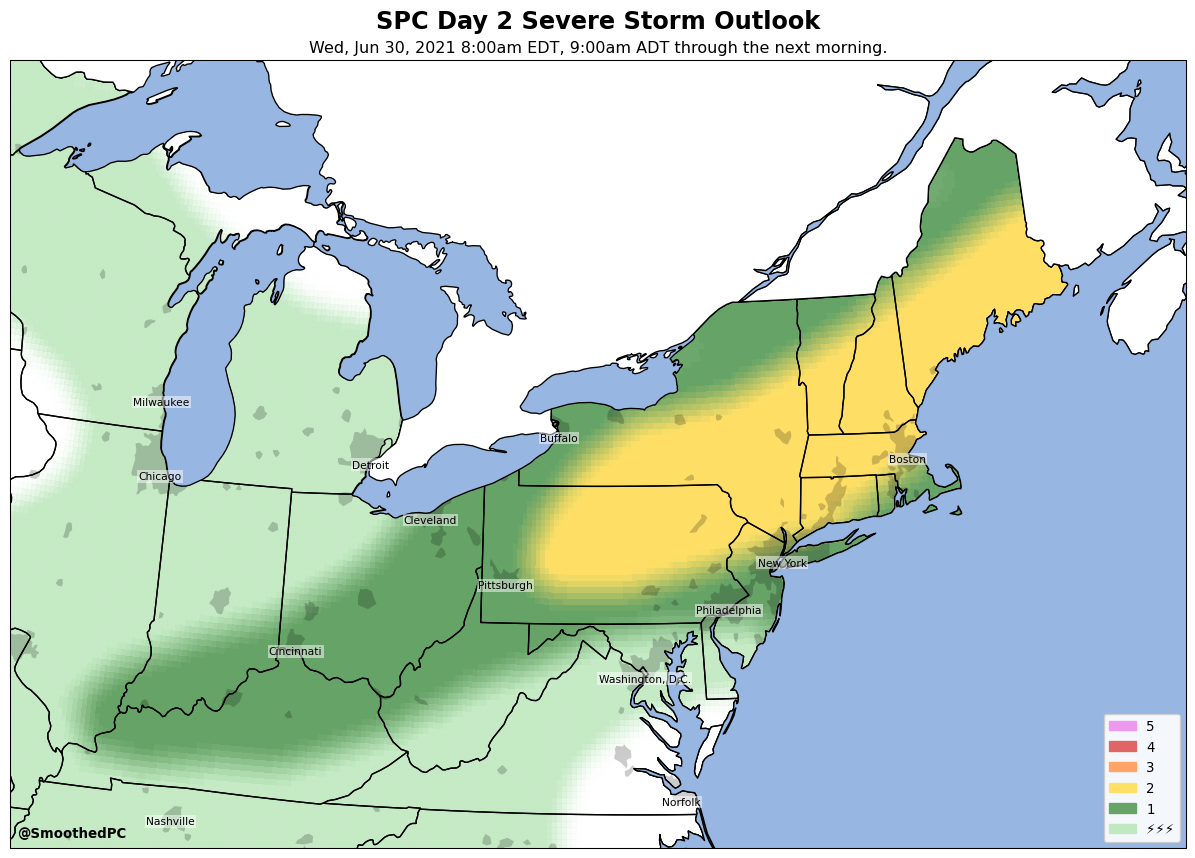 SPC Day 2 Severe Storm Outlook
Wed, Jun 30, 2021 8:00am EDT, 9:00am ADT through the next morning.
Milwaukee
Buffalo
Boston
Detroit
Chicago
Cleveland
New York
Pittsburgh
Philadelphia
Cincinnati
Washington, D.C.
5
4
3
2
1
⚡⚡⚡
Norfolk
Nashville
@SmoothedPC